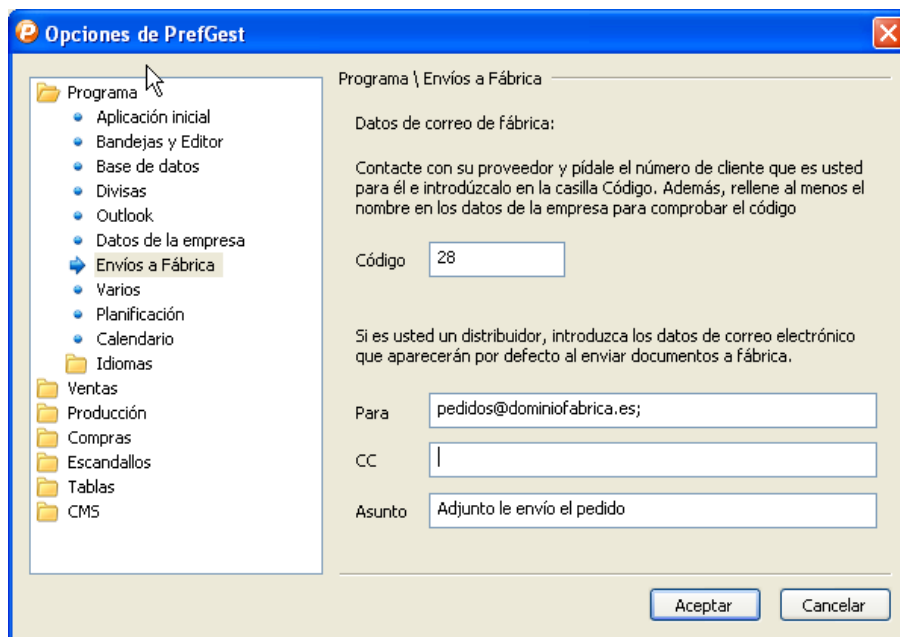 Opciones de PrefGest
Programa
Aplicación inicial
Bandejas y Editor
Base de datos
Divisas
Outlook
Datos de la empresa
Envíos a Fábrica
Varios
Planificación
Calendario
Idiomas
Ventas
Producción
Compras
Escandallos
Tablas
CMS
Programa \ Envíos a Fábrica
Datos de correo de fábrica:
Contacte con su proveedor y pídale el número de cliente que es usted
para él e introdúzcalo en la casilla Código. Además, rellene al menos el
nombre en los datos de la empresa para comprobar el código
Código 28
Si es usted un distribuidor, introduzca los datos de correo electrónico
que aparecerán por defecto al enviar documentos a fábrica.
Para pedidos@dominiofabrica.es;
CC
Asunto Adjunto le envío el pedido
Aceptar Cancelar